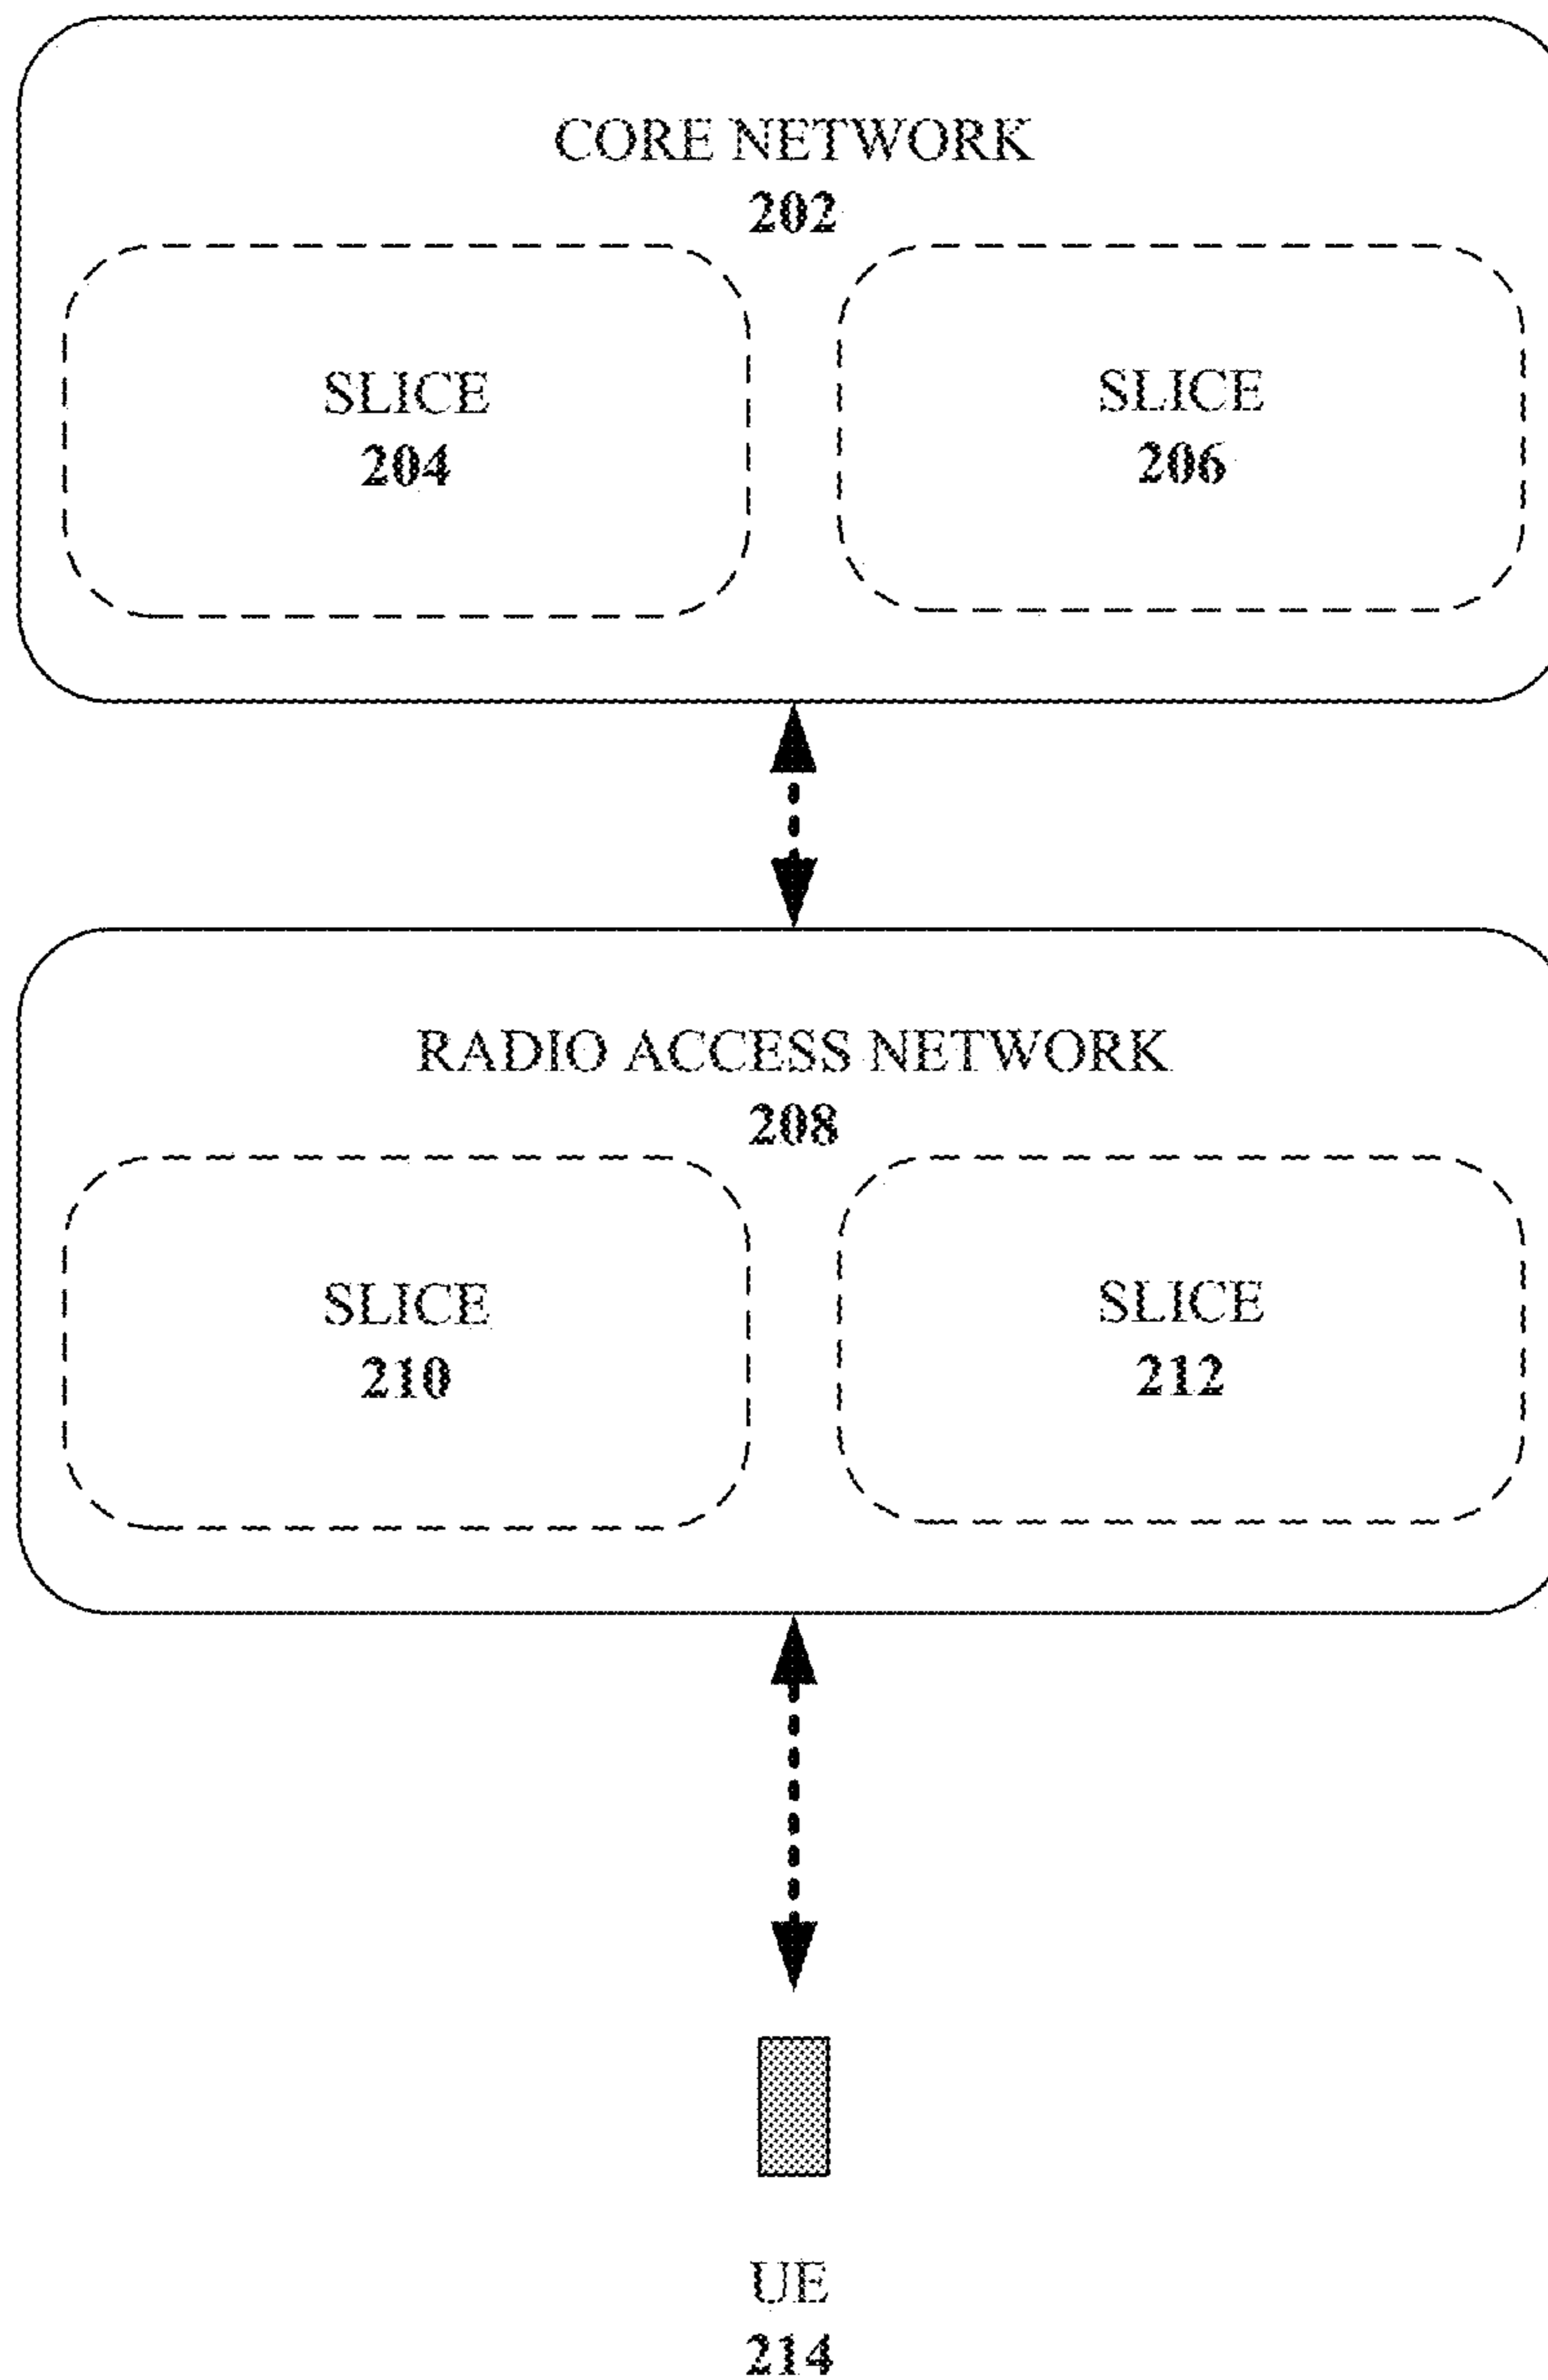 CORE NETWORK
202
SLICE
204
SLICE
206
RADIO ACCESS NETWORK
208
SLICE
210
SLICE
212
UE
214